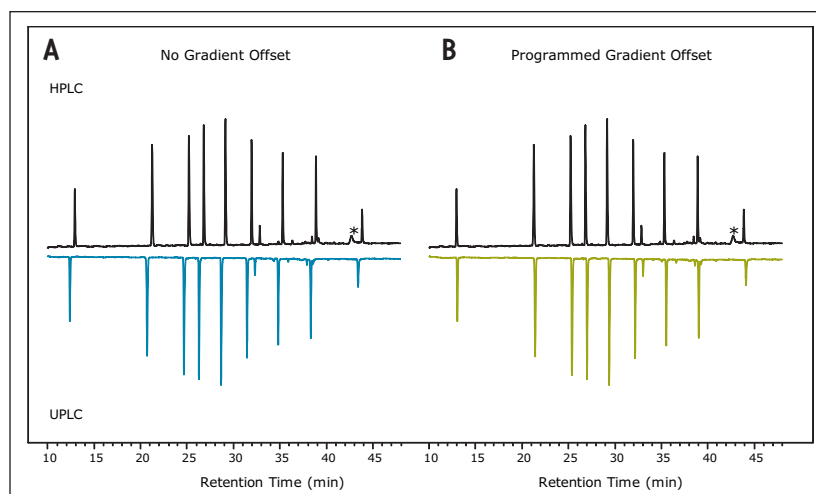 A No Gradient Offset
B Programmed Gradient Offset
HPLC
*
*
UPLC
10 15 20 25 30 35 40 45
10 15 20 25 30 35 40 45
Retention Time (min)
Retention Time (min)